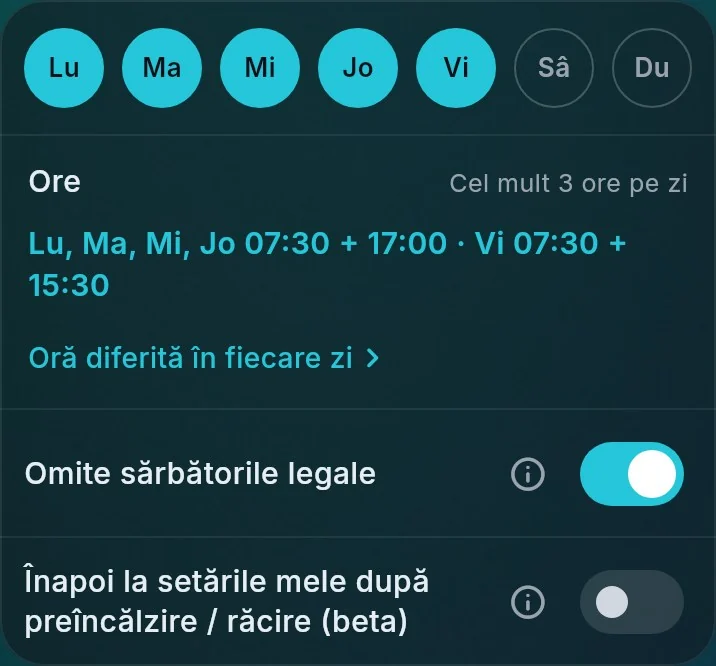 Lu Ma Mi Jo Vi Sâ Du
Ore Cel mult 3 ore pe zi
Lu, Ma, Mi, Jo 07:30 + 17:00 · Vi 07:30 +
15:30
Oră diferită în fiecare zi
Omite sărbătorile legale
Înapoi la setările mele după
preîncălzire / răcire (beta)